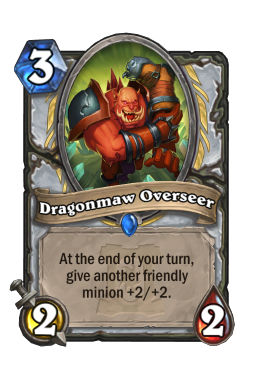 3
Dragonmaw Overseer
At the end of your turn,
give another friendly
minion +2/+2.
2
2